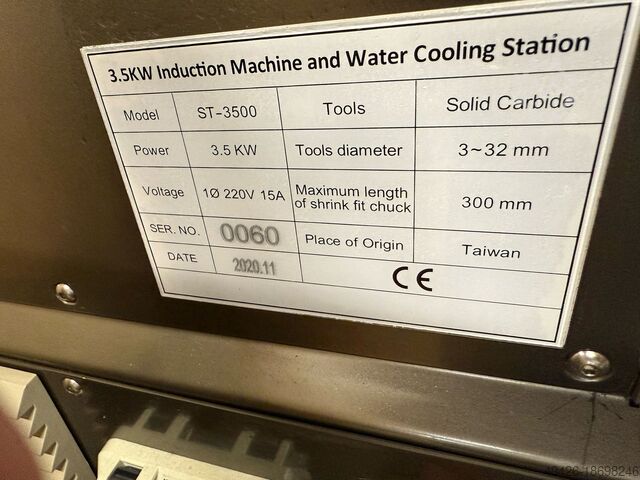 3.5KW Induction Machine and Water Cooling Station
Model ST-3500 Tools Solid Carbide
Power 3.5 KW Tools diameter 3~32 mm
Voltage 1Ø 220V 15A Maximum length of shrink fit chuck 300 mm
SER. NO. 0060 Place of Origin Taiwan
DATE 2020.11 CE